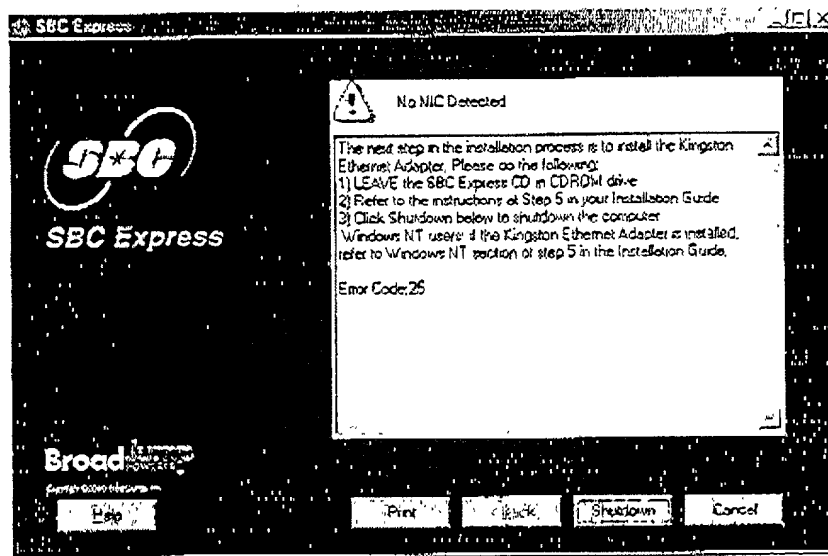 SBC Express
No NIC Detected
The next step in the installation process is to install the Kingston
Ethernet Adapter. Please do the following:
1) LEAVE the SBC Express CD in CDROM drive
2) Refer to the instructions at Step 5 in your Installation Guide
3) Click Shutdown below to shutdown the computer
Windows NT users: if the Kingston Ethernet Adapter is installed,
refer to Windows NT section of step 5 in the Installation Guide.
Error Code:26
SBC
SBC Express
Broad
Help
Print
< Back
Shutdown
Cancel